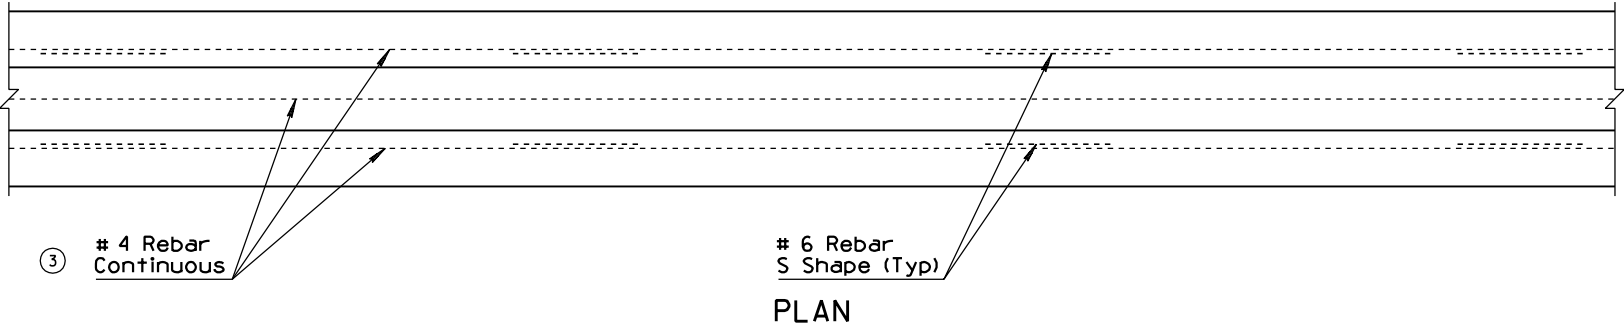 # 4 Rebar
3 Continuous
# 6 Rebar
S Shape (Typ)
PLAN